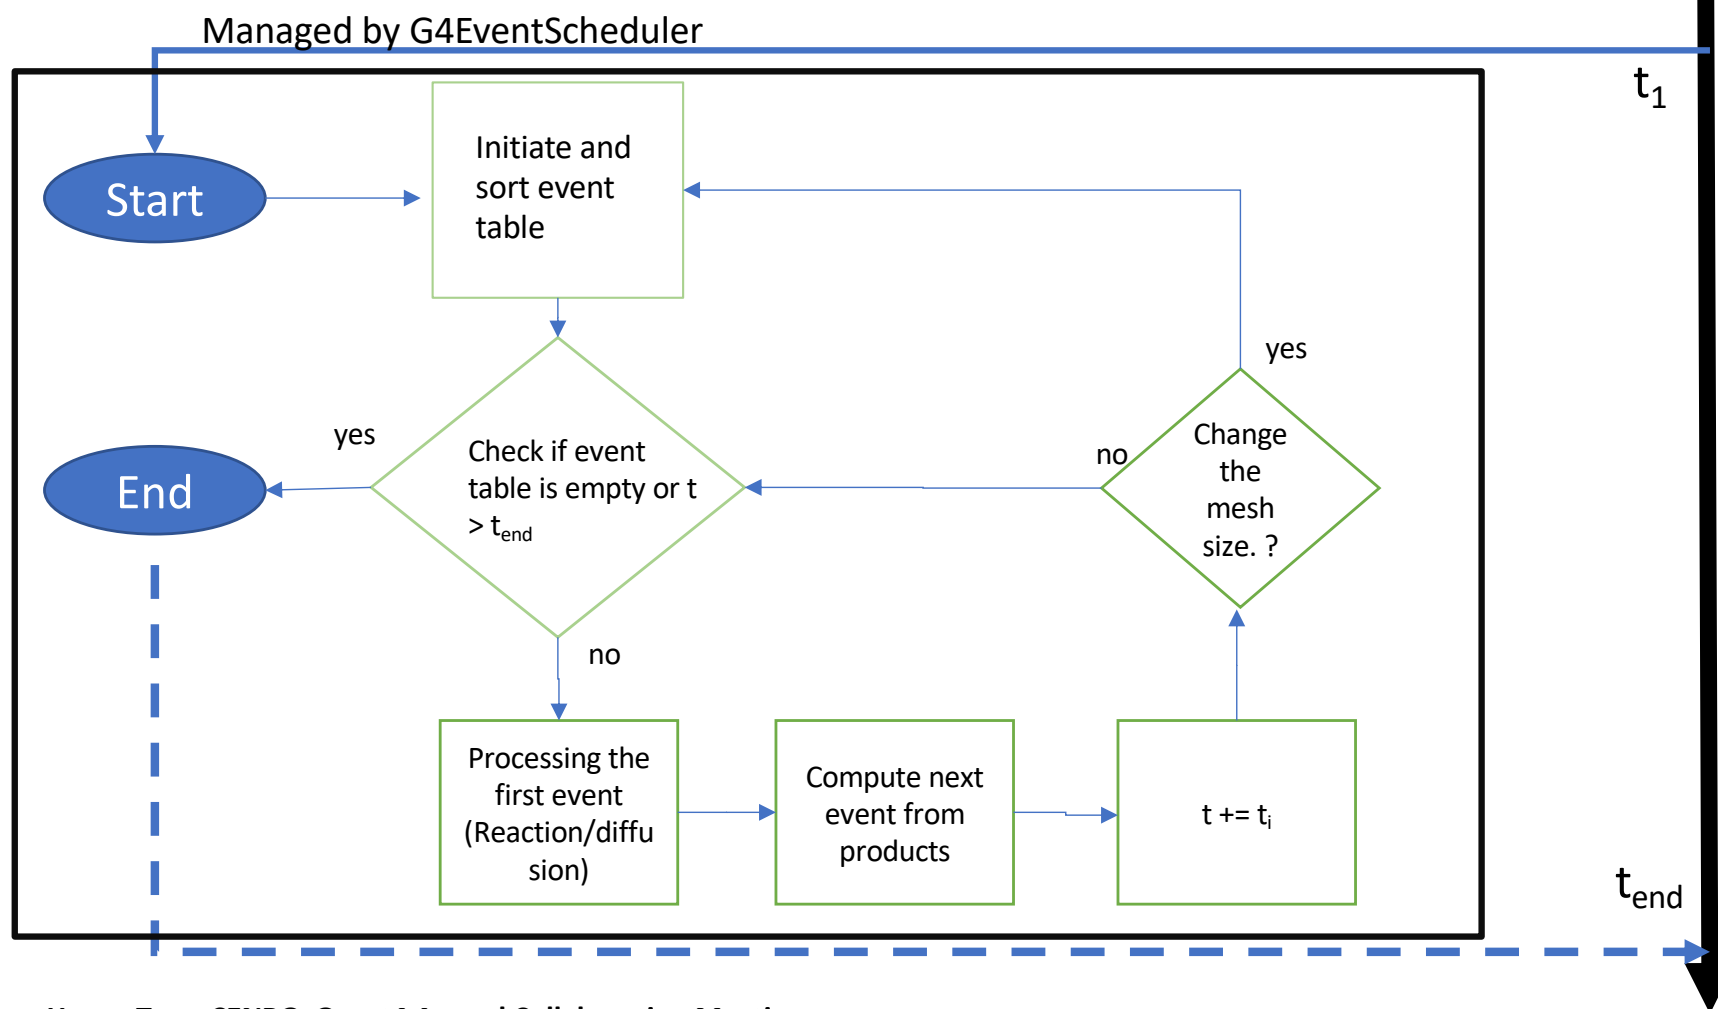 Managed by G4EventScheduler
t1
Start
Initiate and
sort event
table
yes
yes
Check if event
table is empty or t
> tend
End
no
Change
the
mesh
size. ?
no
Processing the
first event
(Reaction/diffu
sion)
Compute next
event from
products
t += ti
tend